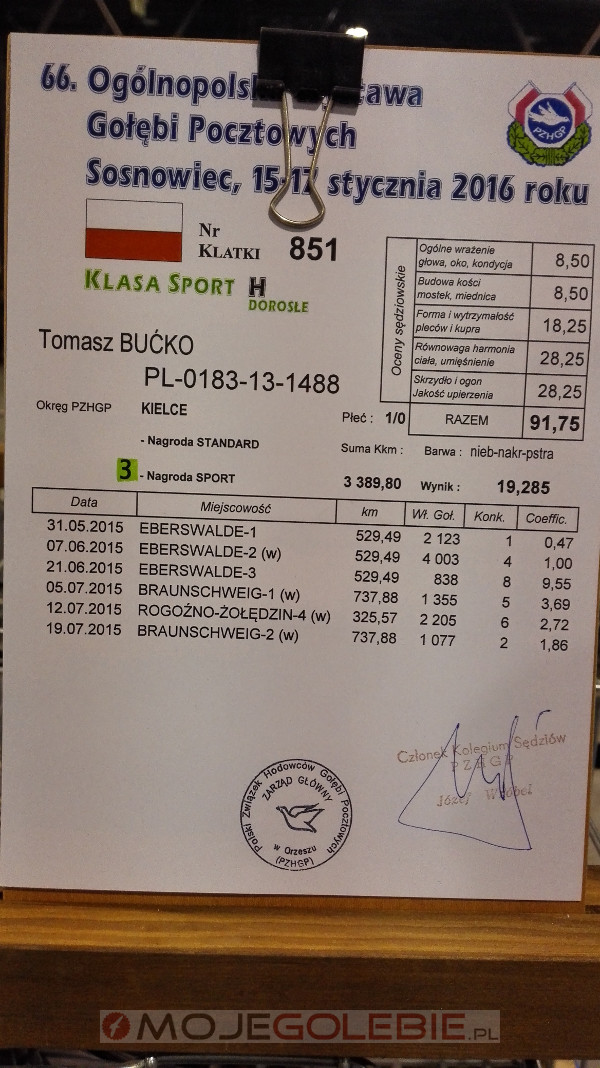 66. Ogólnopolsk tawa
Gołębi Pocztowych
Sosnowiec, 15-17 stycznia 2016 roku
PZHGP
Nr
KLATKI 851
KLASA SPORT H
DOROSŁE
Oceny sędziowskie
Ogólne wrażenie
głowa, oko, kondycja 8,50
Budowa kości
mostek, miednica 8,50
Forma i wytrzymałość
pleców i kupra 18,25
Równowaga harmonia
ciała, umięśnienie 28,25
Skrzydło i ogon
Jakość upierzenia 28,25
RAZEM 91,75
Tomasz BUĆKO
PL-0183-13-1488
Okręg PZHGP KIELCE Płeć : 1/0
- Nagroda STANDARD Suma Kkm : Barwa : nieb-nakr-pstra
3 - Nagroda SPORT 3 389,80 Wynik : 19,285
Data Miejscowość km Wł. Goł. Konk. Coeffic.
31.05.2015 EBERSWALDE-1 529,49 2 123 1 0,47
07.06.2015 EBERSWALDE-2 (w) 529,49 4 003 4 1,00
21.06.2015 EBERSWALDE-3 529,49 838 8 9,55
05.07.2015 BRAUNSCHWEIG-1 (w) 737,88 1 355 5 3,69
12.07.2015 ROGOŹNO-ŻOŁĘDZIN-4 (w) 325,57 2 205 6 2,72
19.07.2015 BRAUNSCHWEIG-2 (w) 737,88 1 077 2 1,86
Członek Kolegium Sędziów
PZHGP
Józef Wróbel
Polski Związek Hodowców Gołębi Pocztowych
ZARZĄD GŁÓWNY
w Orzeszu
(PZHGP)
MOJEGOLEBIE.PL